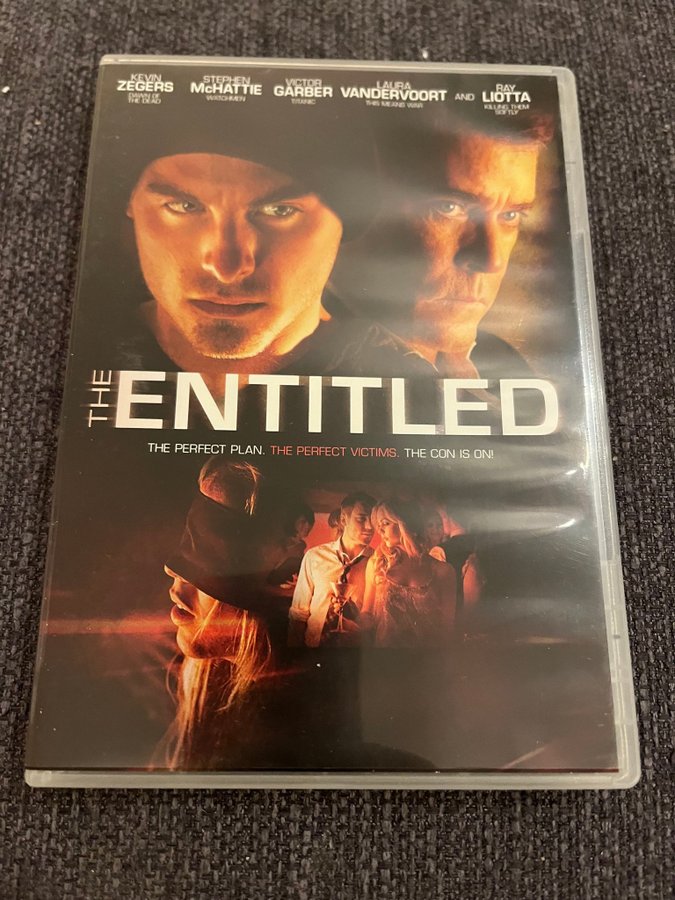 KEVIN
ZEGERS
DAWN OF
THE DEAD
STEPHEN
McHATTIE
WATCHMEN
VICTOR
GARBER
TITANIC
LAURA
VANDERVOORT
THIS MEANS WAR
AND
RAY
LIOTTA
KILLING THEM
SOFTLY
THE
ENTITLED
THE PERFECT PLAN. THE PERFECT VICTIMS. THE CON IS ON!